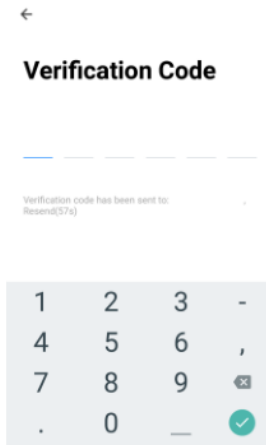 Verification Code
Verification code has been sent to:
Resend(57s)
1 2 3 -
4 5 6 ,
7 8 9
. 0 _